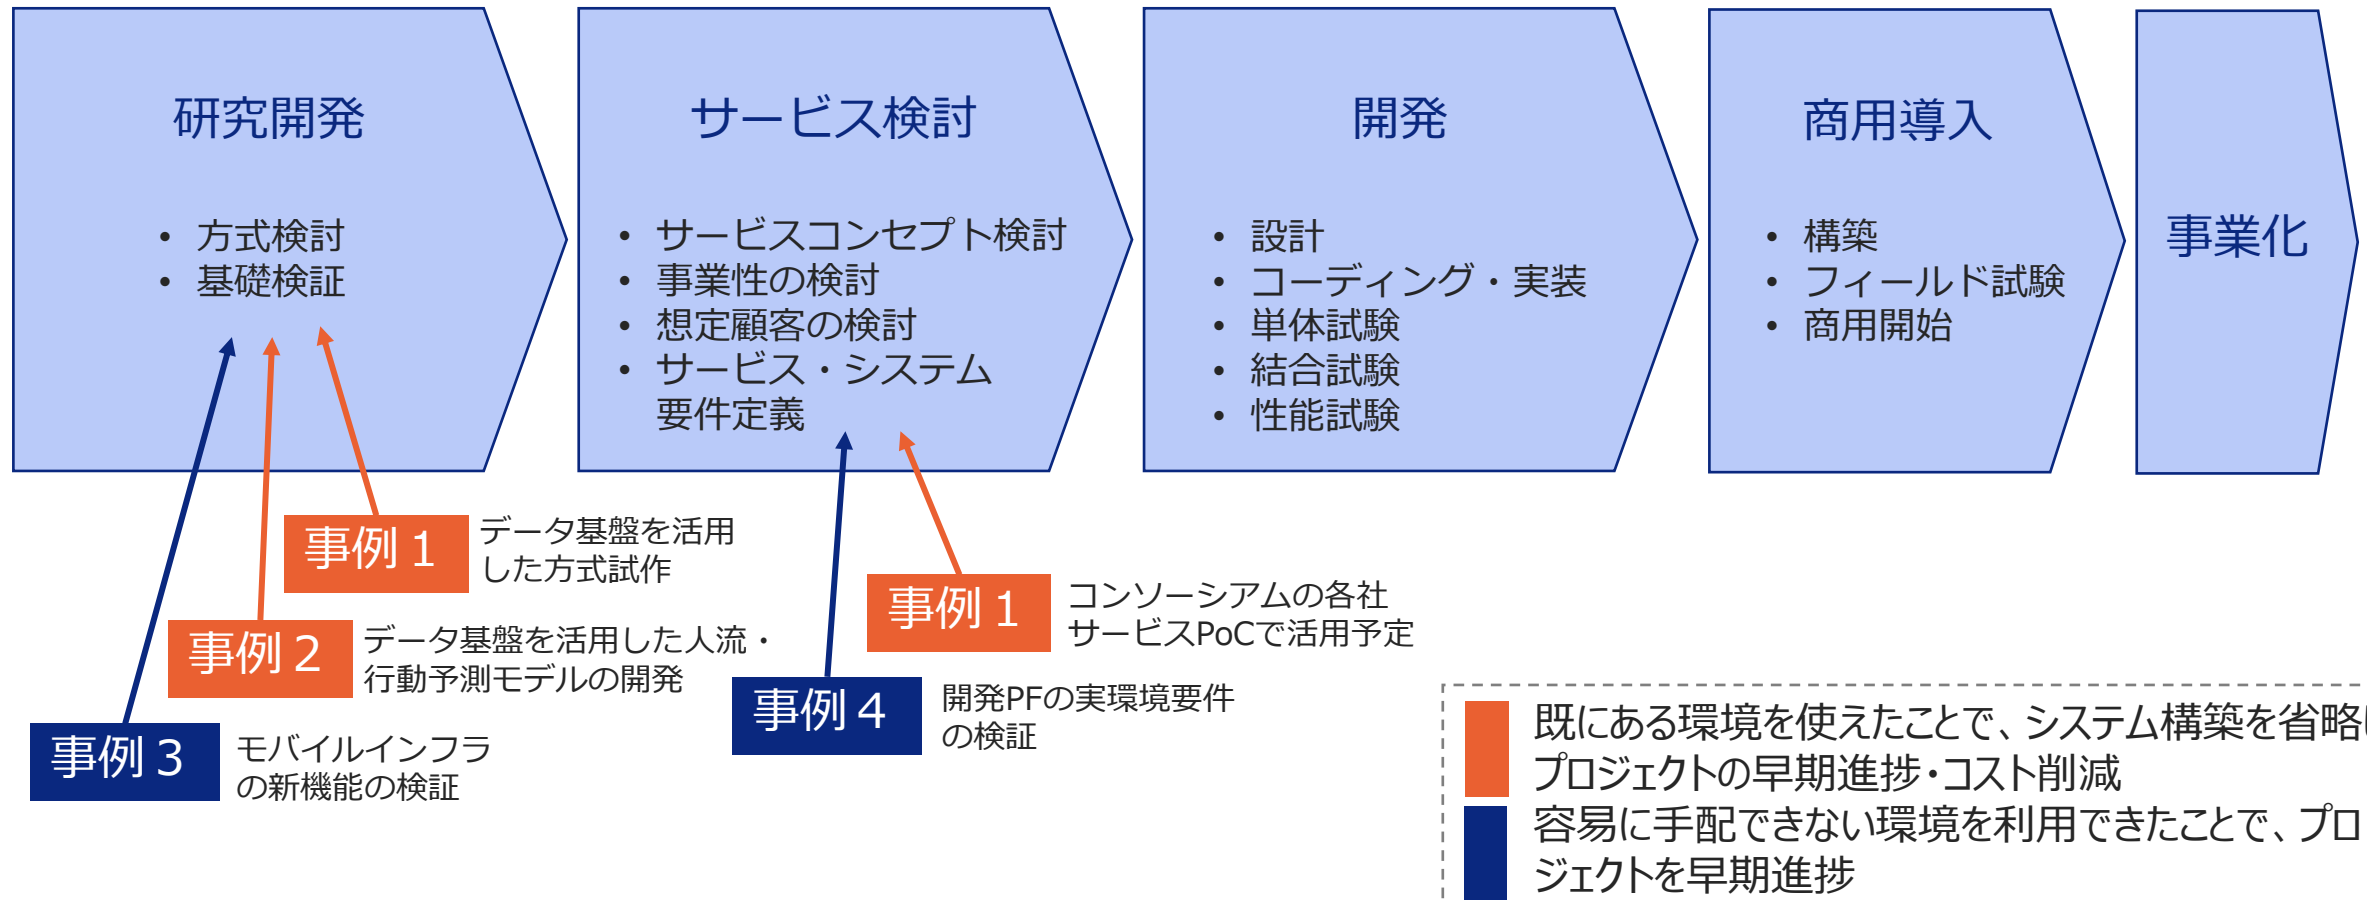 研究開発
• 方式検討
• 基礎検証
サービス検討
• サービスコンセプト検討
• 事業性の検討
• 想定顧客の検討
• サービス・システム
要件定義
開発
• 設計
• コーディング・実装
• 単体試験
• 結合試験
• 性能試験
商用導入
• 構築
• フィールド試験
• 商用開始
事業化
事例１
データ基盤を活用
した方式試作
事例２
データ基盤を活用した人流・
行動予測モデルの開発
事例３
モバイルインフラ
の新機能の検証
事例１
コンソーシアムの各社
サービスPoCで活用予定
事例４
開発PFの実環境要件
の検証
既にある環境を使えたことで、システム構築を省略
プロジェクトの早期進捗・コスト削減
容易に手配できない環境を利用できたことで、プロ
ジェクトを早期進捗